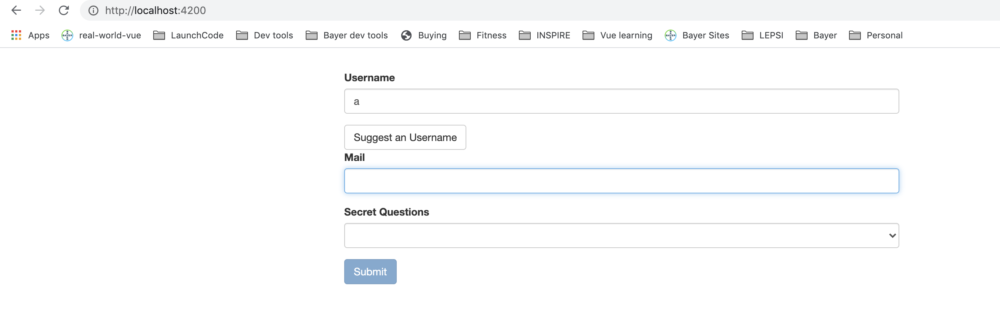 http://localhost:4200
Apps real-world-vue LaunchCode Dev tools Bayer dev tools Buying Fitness INSPIRE Vue learning Bayer Sites LEPSI Bayer Personal
Username
a
Suggest an Username
Mail
Secret Questions
Submit